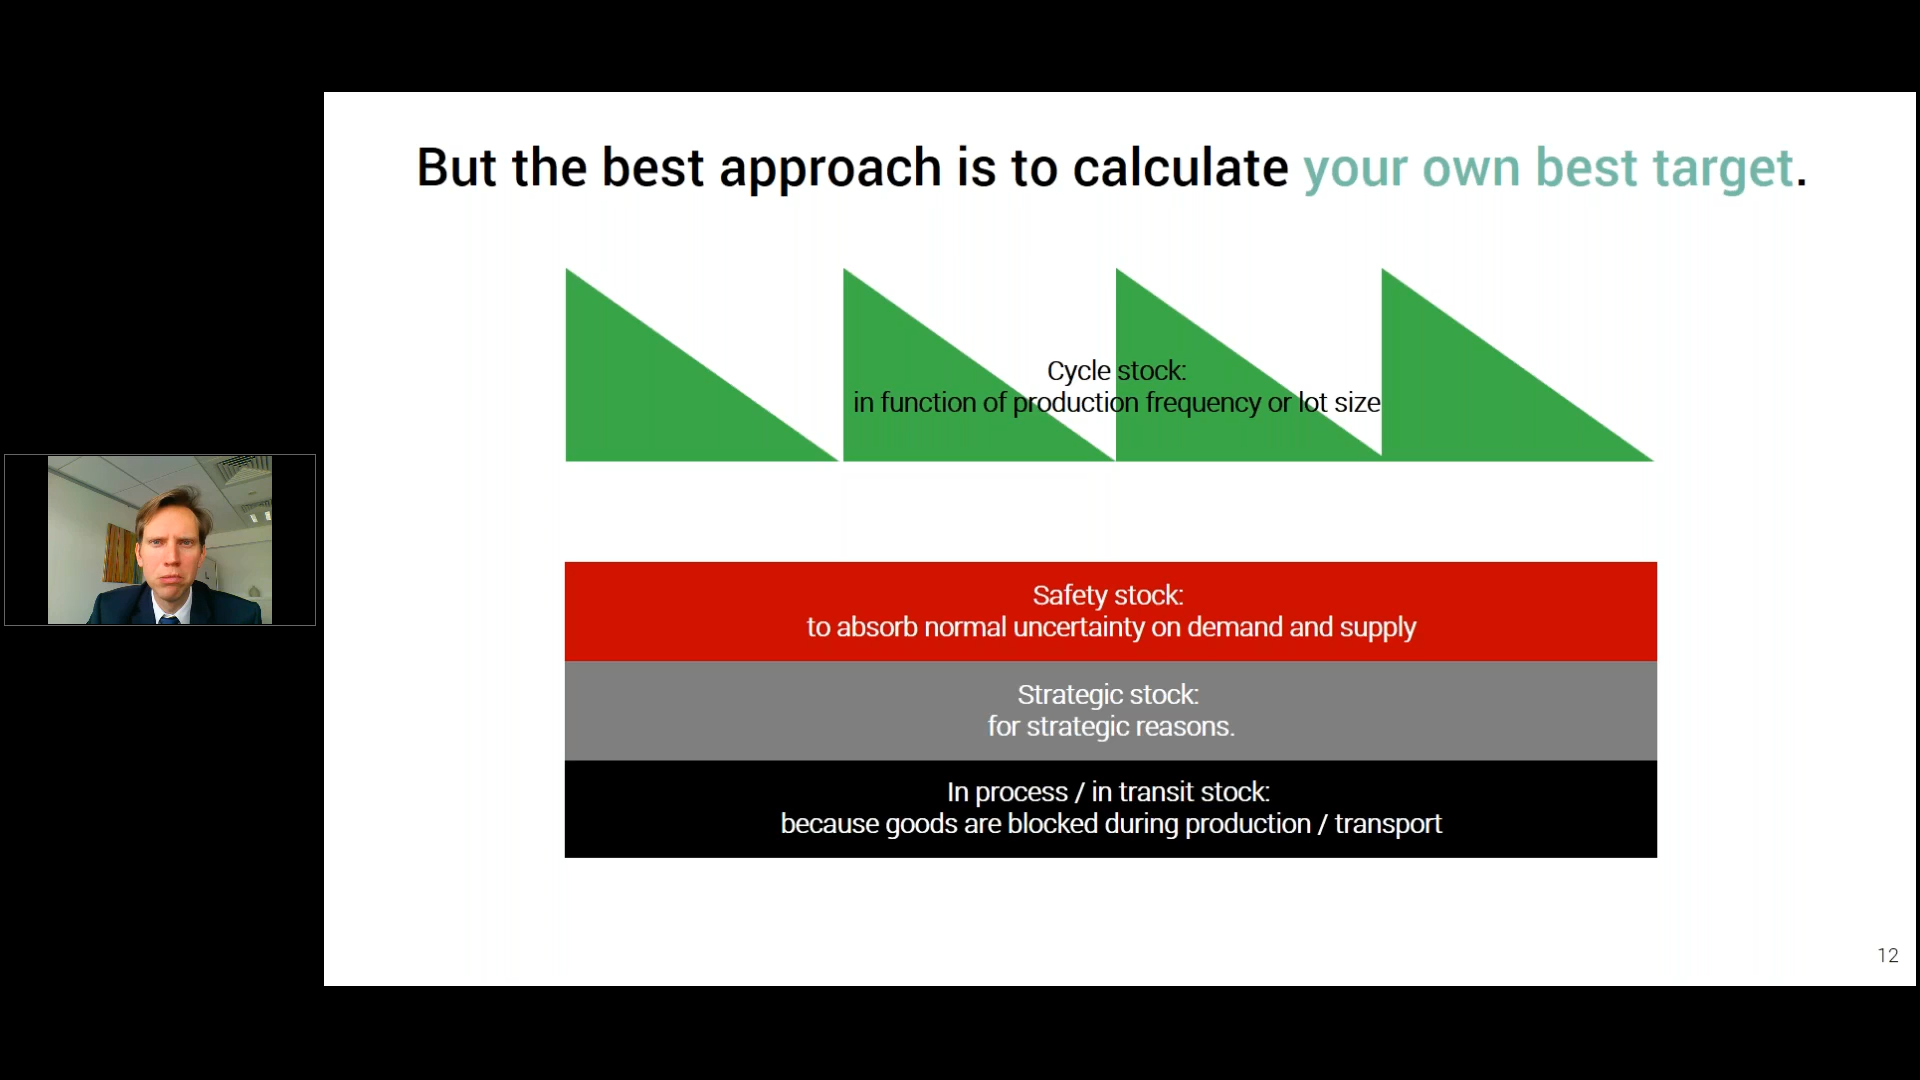 But the best approach is to calculate your own best target.
Cycle stock:
in function of production frequency or lot size
Safety stock:
to absorb normal uncertainty on demand and supply
Strategic stock:
for strategic reasons.
In process / in transit stock:
because goods are blocked during production / transport
12